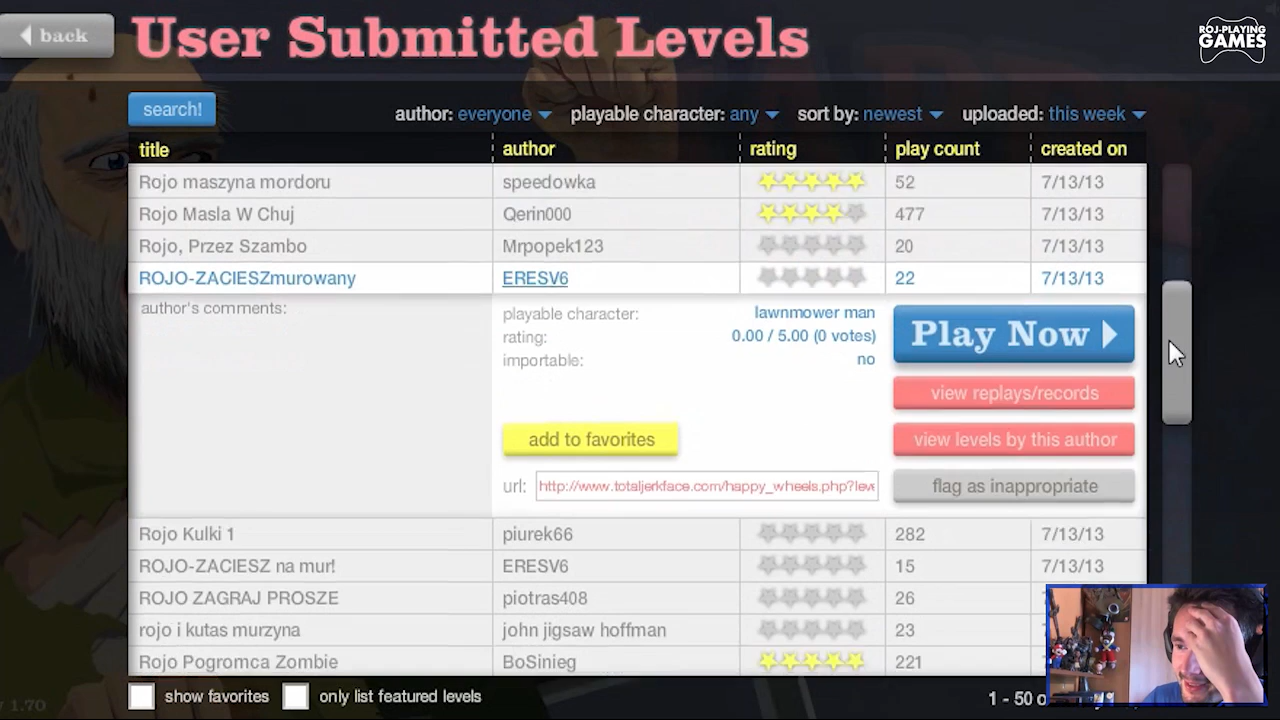 back
User Submitted Levels
ROJ-PLAYING
GAMES
search!
author: everyone playable character: any sort by: newest uploaded: this week
title author rating play count created on
Rojo maszyna mordoru speedowka 52 7/13/13
Rojo Masla W Chuj Qerin000 477 7/13/13
Rojo, Przez Szambo Mrpopek123 20 7/13/13
ROJO-ZACIESZmurowany ERESV6 22 7/13/13
author's comments:
playable character: lawnmower man
rating: 0.00 / 5.00 (0 votes)
importable: no
Play Now
view replays/records
add to favorites
view levels by this author
url: http://www.totaljerkface.com/happy_wheels.php?leve
flag as inappropriate
Rojo Kulki 1 piurek66 282 7/13/13
ROJO-ZACIESZ na mur! ERESV6 15 7/13/13
ROJO ZAGRAJ PROSZE piotras408 26
rojo i kutas murzyna john jigsaw hoffman 23
Rojo Pogromca Zombie BoSinieg 221
show favorites only list featured levels 1 - 50
1.70